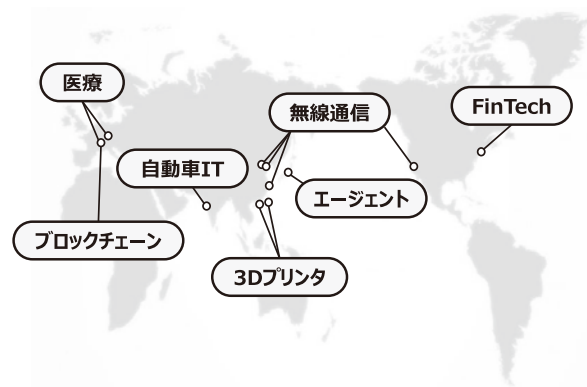 医療
無線通信
FinTech
自動車IT
エージェント
ブロックチェーン
3Dプリンタ